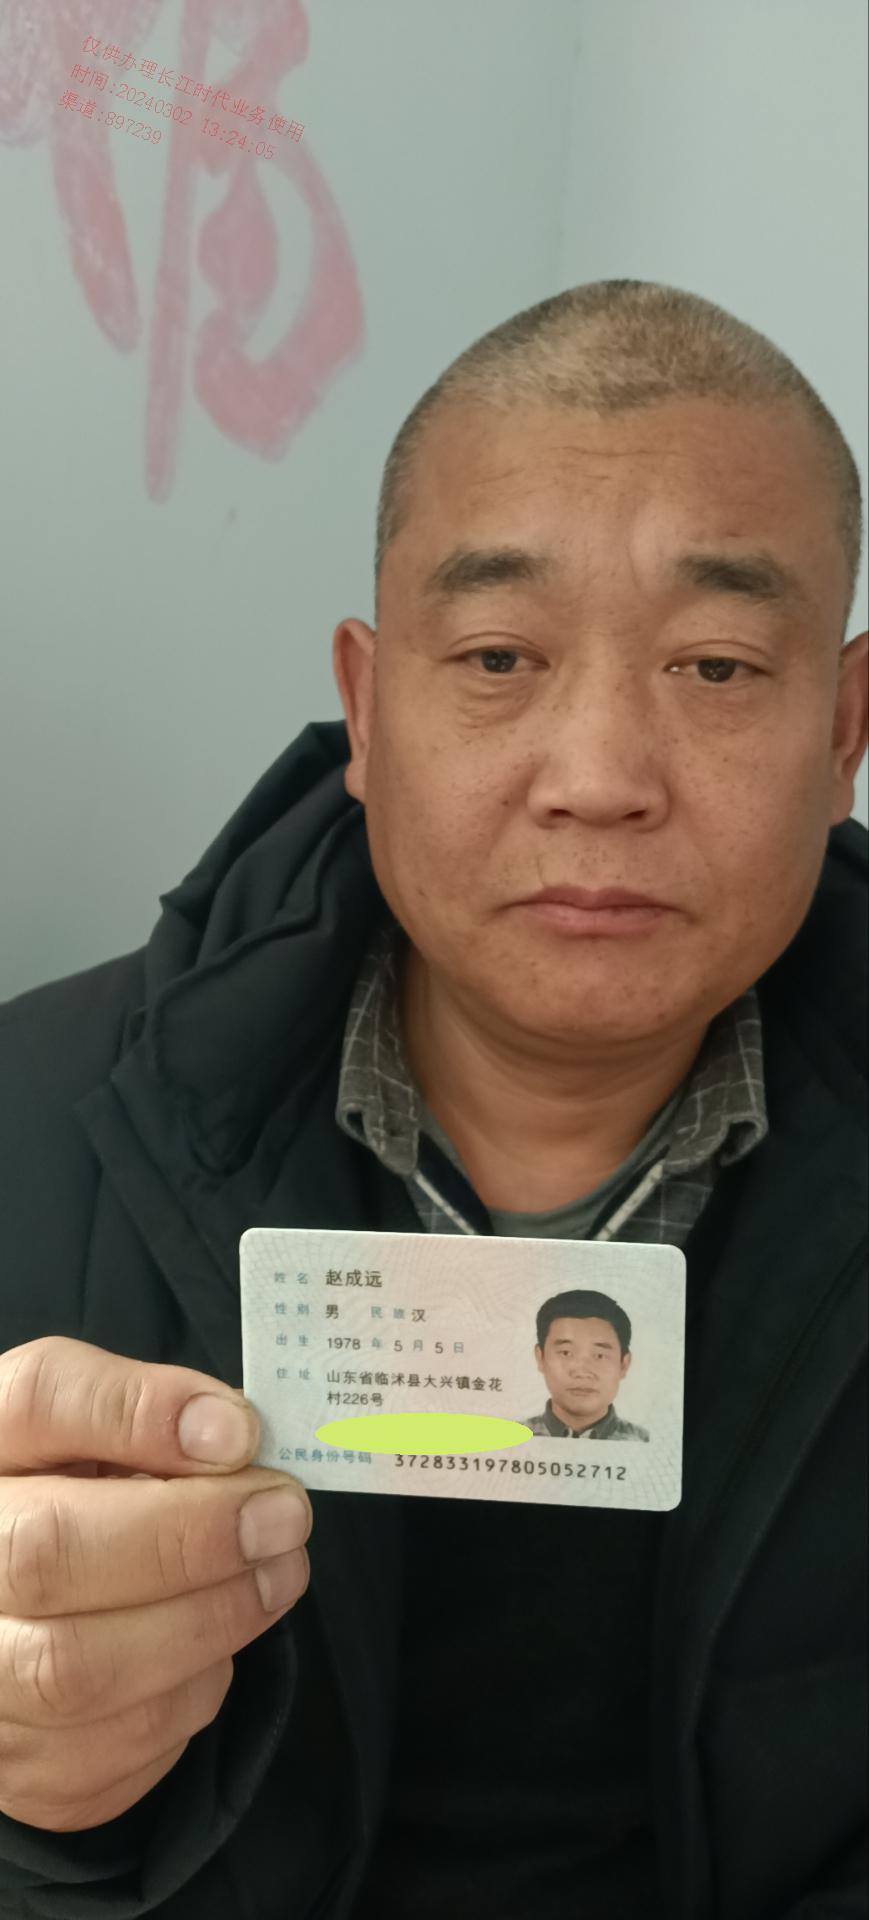 仅供办理长江时代业务使用
时间:20240302 13:24:05
渠道:897239
姓名 赵成远
性别 男 民族 汉
出生 1978 年 5 月 5 日
住址 山东省临沭县大兴镇金花
村226号
公民身份号码 372833197805052712